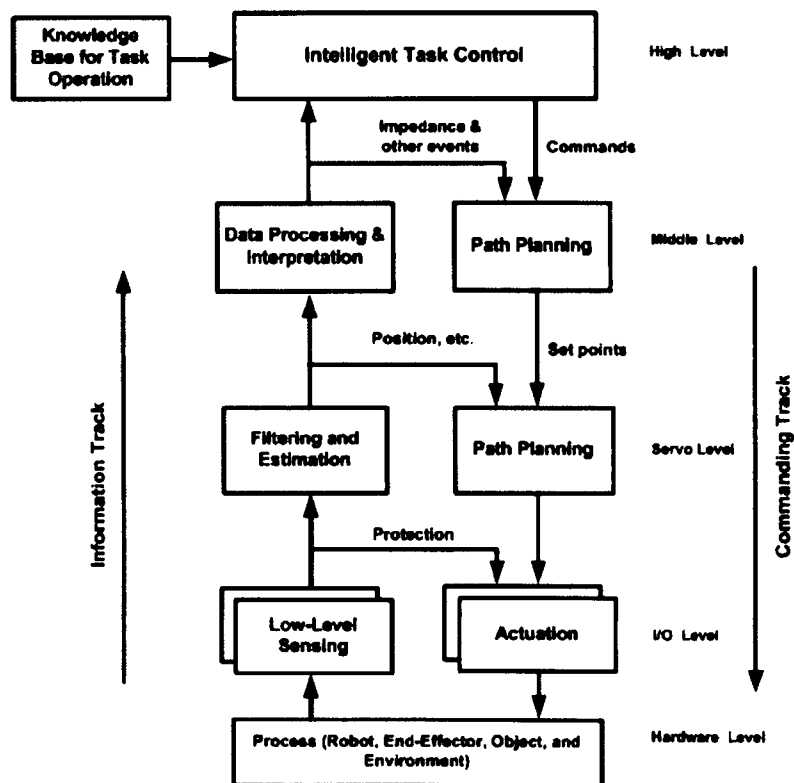 Knowledge
Base for Task
Operation
Intelligent Task Control
High Level
Impedance &
other events
Commands
Data Processing &
Interpretation
Path Planning
Middle Level
Position, etc.
Set points
Information Track
Filtering and
Estimation
Path Planning
Servo Level
Commanding Track
Protection
Low-Level
Sensing
Actuation
I/O Level
Process (Robot, End-Effector, Object, and
Environment)
Hardware Level